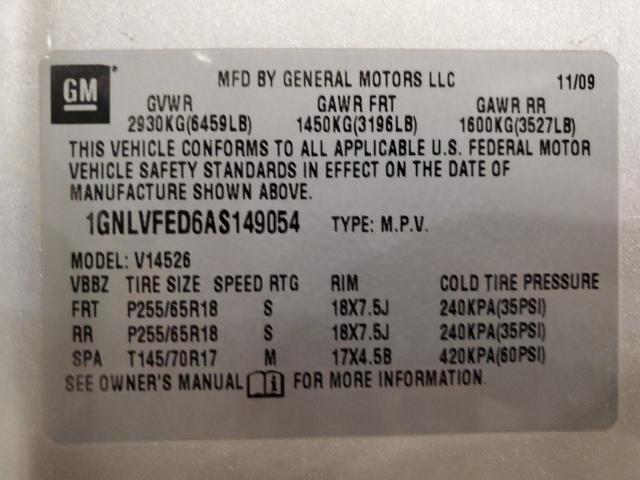 GM
MFD BY GENERAL MOTORS LLC 11/09
GVWR GAWR FRT GAWR RR
2930KG(6459LB) 1450KG(3196LB) 1600KG(3527LB)
THIS VEHICLE CONFORMS TO ALL APPLICABLE U.S. FEDERAL MOTOR
VEHICLE SAFETY STANDARDS IN EFFECT ON THE DATE OF
MANUFACTURE SHOWN ABOVE.
1GNLVFED6AS149054 TYPE: M.P.V.
MODEL: V14526
VBBZ TIRE SIZE SPEED RTG RIM COLD TIRE PRESSURE
FRT P255/65R18 S 18X7.5J 240KPA(35PSI)
RR P255/65R18 S 18X7.5J 240KPA(35PSI)
SPA T145/70R17 M 17X4.5B 420KPA(60PSI)
SEE OWNER'S MANUAL i FOR MORE INFORMATION.